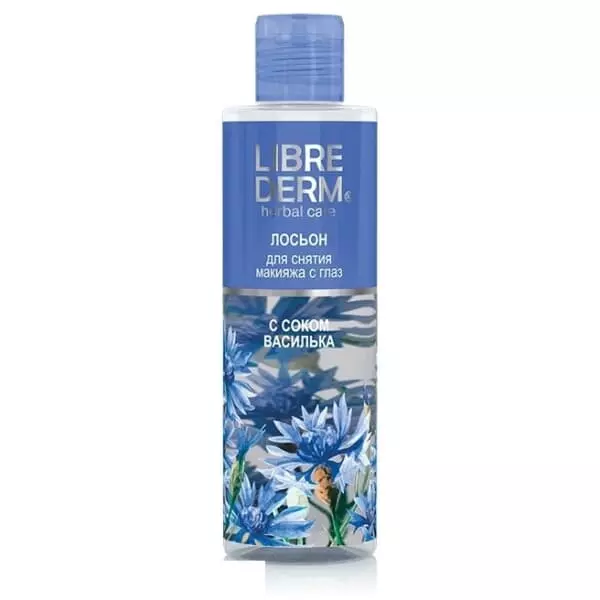 LIBRE
DERM®
herbal care
ЛОСЬОН
для снятия
макияжа с глаз
с соком
василька